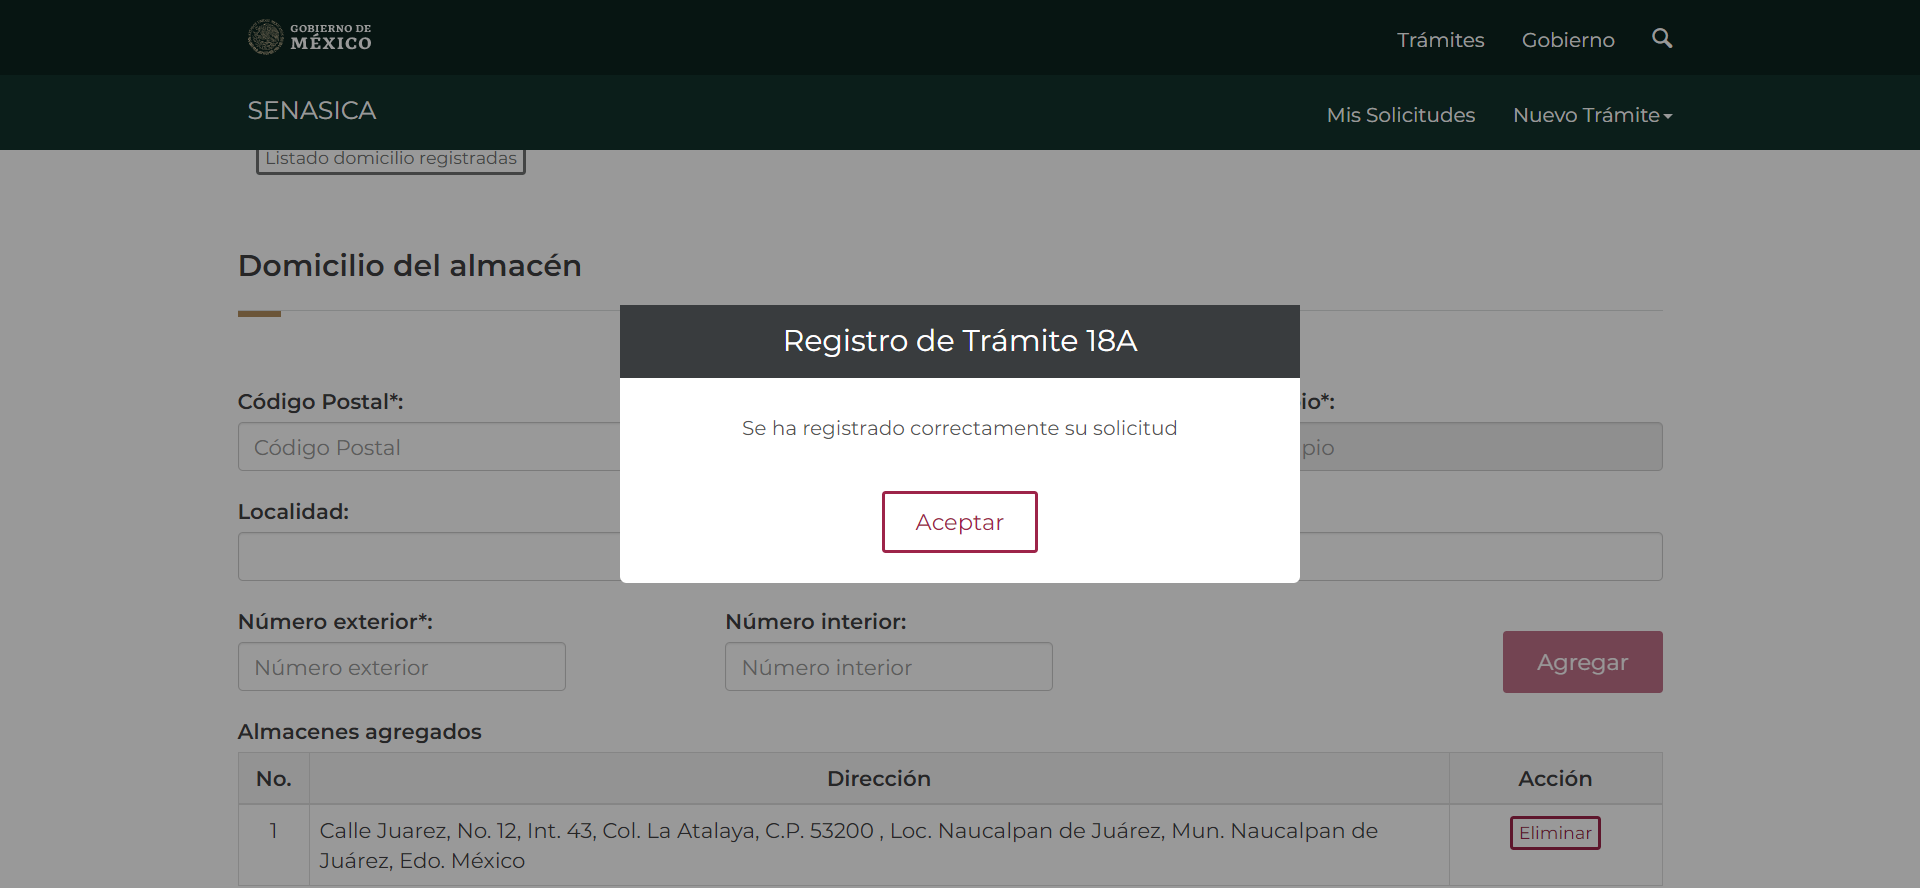 GOBIERNO DE
MÉXICO
Trámites
Gobierno
SENASICA
Mis Solicitudes
Nuevo Trámite
Listado domicilio registradas
Domicilio del almacén
Registro de Trámite 18A
Se ha registrado correctamente su solicitud
Aceptar
Código Postal*:
io*:
Código Postal
pio
Localidad:
Número exterior*:
Número interior:
Número exterior
Número interior
Agregar
Almacenes agregados
No.
Dirección
Acción
1
Calle Juarez, No. 12, Int. 43, Col. La Atalaya, C.P. 53200 , Loc. Naucalpan de Juárez, Mun. Naucalpan de
Juárez, Edo. México
Eliminar